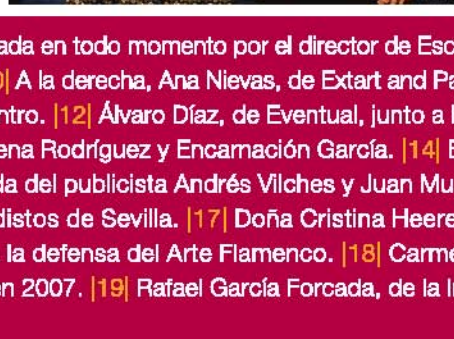 ada en todo momento por el director de Esc
0| A la derecha, Ana Nievas, de Extart and Pa
ntro. |12| Álvaro Díaz, de Eventual, junto a
ena Rodríguez y Encarnación García. |14|
da del publicista Andrés Vilches y Juan Mu
distos de Sevilla. |17| Doña Cristina Heere
la defensa del Arte Flamenco. |18| Carme
en 2007. |19| Rafael García Forcada, de la